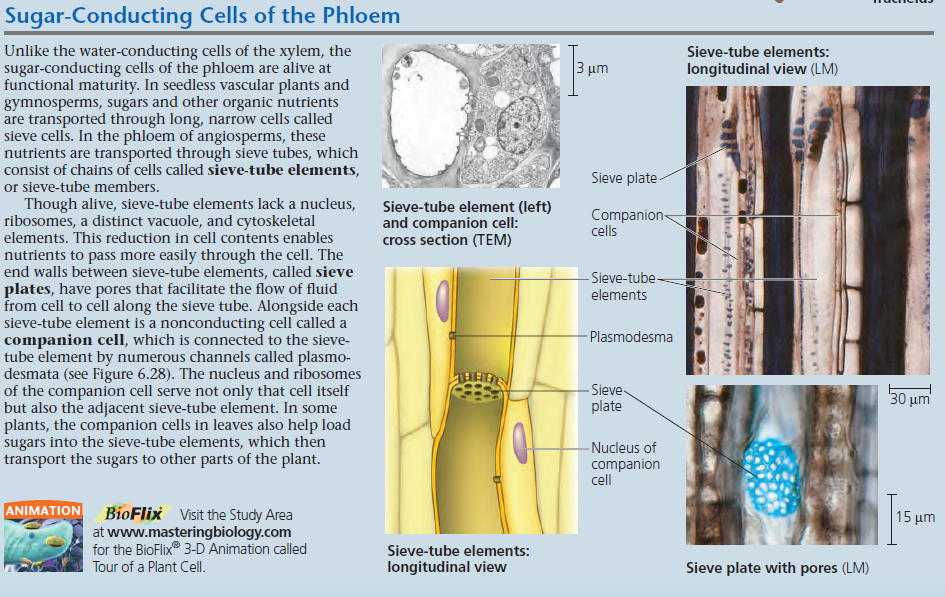 Tracheids
Sugar-Conducting Cells of the Phloem
Unlike the water-conducting cells of the xylem, the
sugar-conducting cells of the phloem are alive at
functional maturity. In seedless vascular plants and
gymnosperms, sugars and other organic nutrients
are transported through long, narrow cells called
sieve cells. In the phloem of angiosperms, these
nutrients are transported through sieve tubes, which
consist of chains of cells called sieve-tube elements,
or sieve-tube members.
Though alive, sieve-tube elements lack a nucleus,
ribosomes, a distinct vacuole, and cytoskeletal
elements. This reduction in cell contents enables
nutrients to pass more easily through the cell. The
end walls between sieve-tube elements, called sieve
plates, have pores that facilitate the flow of fluid
from cell to cell along the sieve tube. Alongside each
sieve-tube element is a nonconducting cell called a
companion cell, which is connected to the sieve-
tube element by numerous channels called plasmo-
desmata (see Figure 6.28). The nucleus and ribosomes
of the companion cell serve not only that cell itself
but also the adjacent sieve-tube element. In some
plants, the companion cells in leaves also help load
sugars into the sieve-tube elements, which then
transport the sugars to other parts of the plant.
ANIMATION
BioFlix Visit the Study Area
at www.masteringbiology.com
for the BioFlix® 3-D Animation called
Tour of a Plant Cell.
3 μm
Sieve-tube element (left)
and companion cell:
cross section (TEM)
Sieve-tube elements:
longitudinal view (LM)
Sieve plate
Companion
cells
Sieve-tube
elements
Plasmodesma
Sieve
plate
Nucleus of
companion
cell
30 μm
15 μm
Sieve-tube elements:
longitudinal view
Sieve plate with pores (LM)